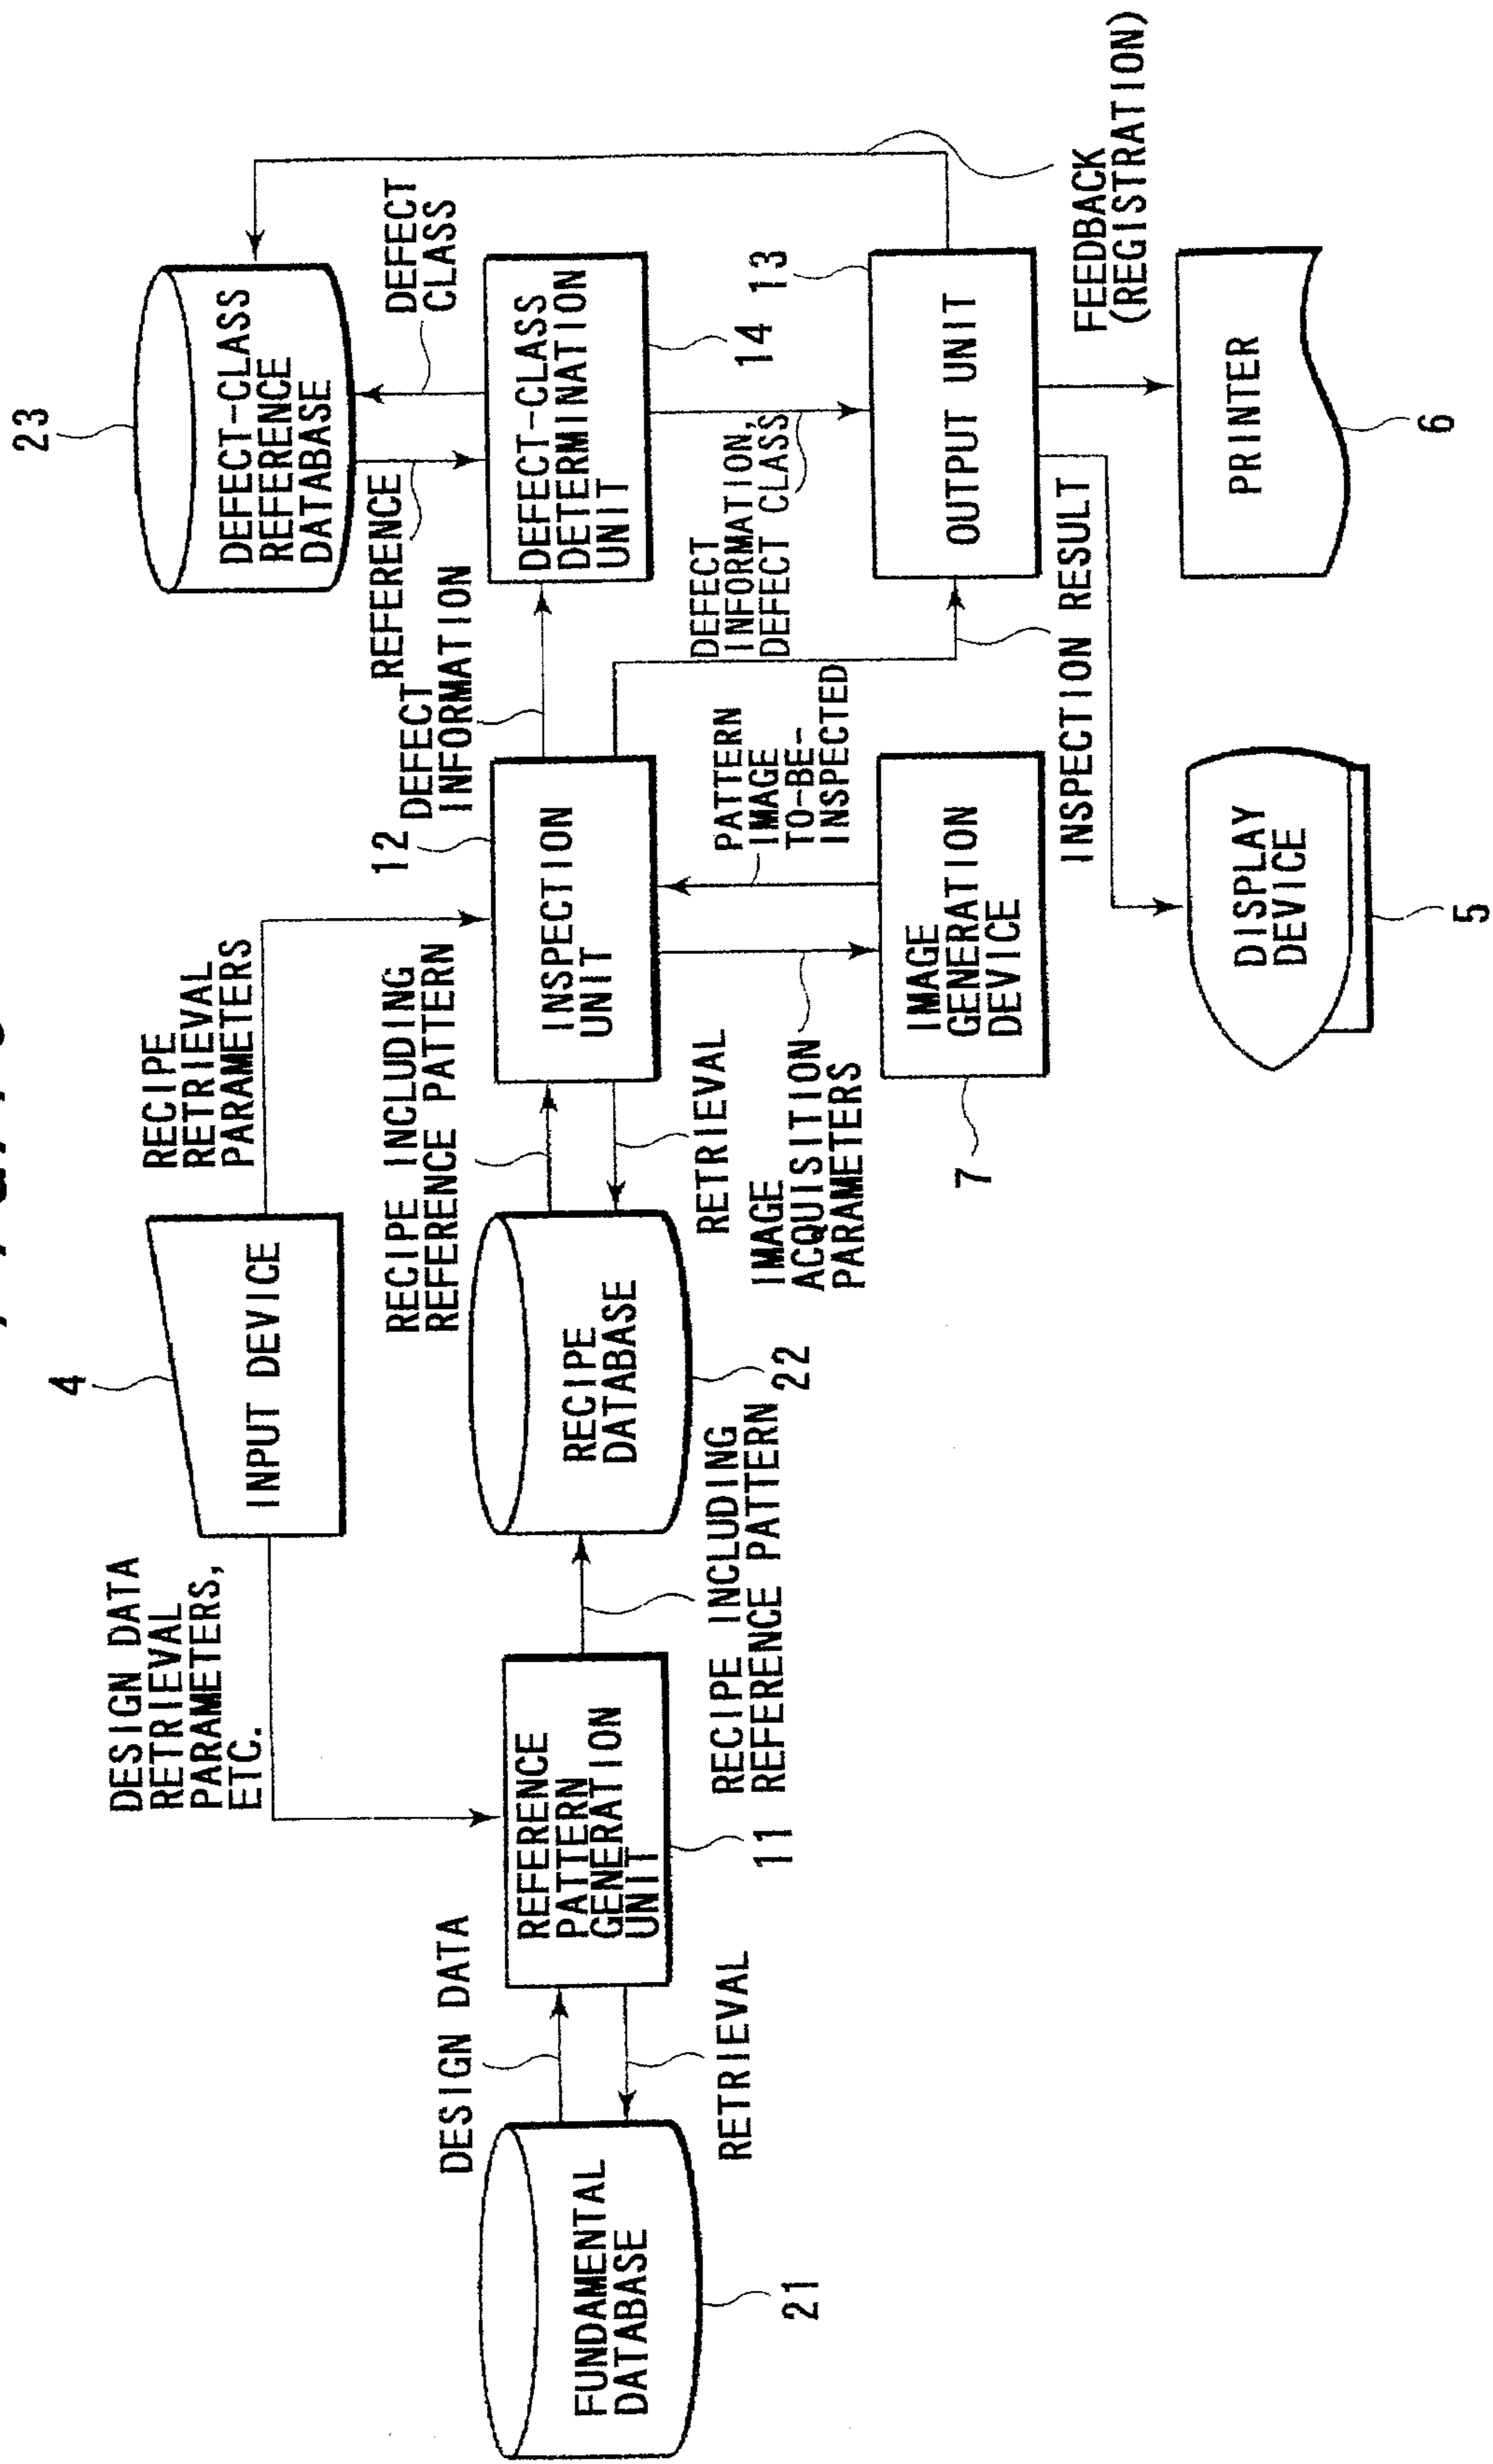 4
INPUT DEVICE
DESIGN DATA
RETRIEVAL
PARAMETERS,
ETC.
RECIPE
RETRIEVAL
PARAMETERS
23
DEFECT-CLASS
REFERENCE
DATABASE
FUNDAMENTAL
DATABASE
21
DESIGN DATA
RETRIEVAL
REFERENCE
PATTERN
GENERATION
UNIT
11
RECIPE INCLUDING
REFERENCE PATTERN
RECIPE
DATABASE
22
RECIPE INCLUDING
REFERENCE PATTERN
RETRIEVAL
12
INSPECTION
UNIT
DEFECT
INFORMATION
REFERENCE
DEFECT
CLASS
DEFECT-CLASS
DETERMINATION
UNIT
14
IMAGE
ACQUISITION
PARAMETERS
PATTERN
IMAGE
TO-BE-
INSPECTED
DEFECT
INFORMATION,
DEFECT CLASS
IMAGE
GENERATION
DEVICE
7
13
OUTPUT UNIT
INSPECTION RESULT
FEEDBACK
(REGISTRATION)
DISPLAY
DEVICE
5
PRINTER
6